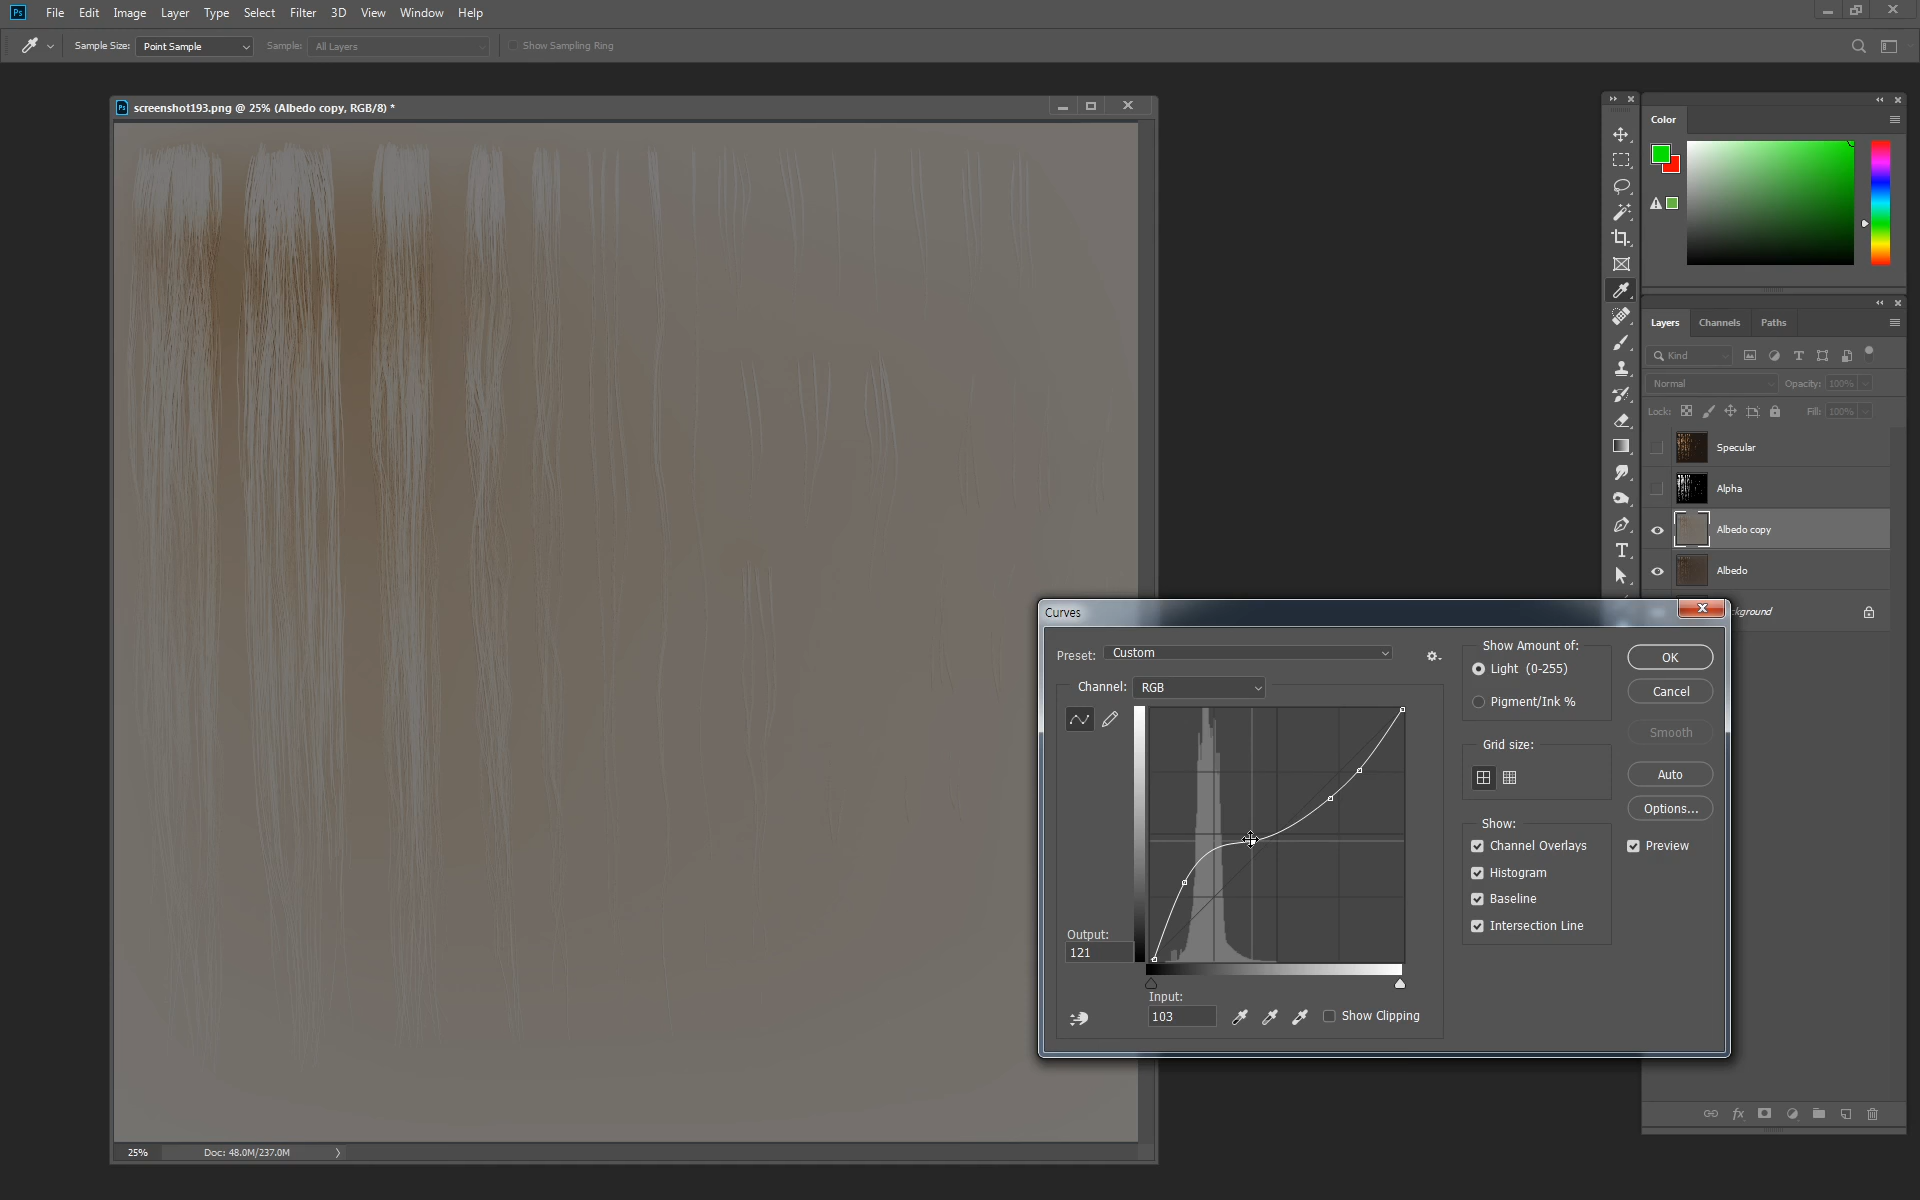 Ps File Edit Image Layer Type Select Filter 3D View Window Help
Sample Size: Point Sample Sample: All Layers Show Sampling Ring
Ps screenshot193.png @ 25% (Albedo copy, RGB/8) *
Color
Layers Channels Paths
Kind
Normal Opacity: 100%
Lock: Fill: 100%
Specular
Alpha
Albedo copy
Albedo
kground
Curves
Preset: Custom
Channel: RGB
Output:
121
Input:
103
Show Clipping
Show Amount of:
Light (0-255)
Pigment/Ink %
Grid size:
Show:
Channel Overlays
Histogram
Baseline
Intersection Line
OK
Cancel
Smooth
Auto
Options...
Preview
25% Doc: 48.0M/237.0M